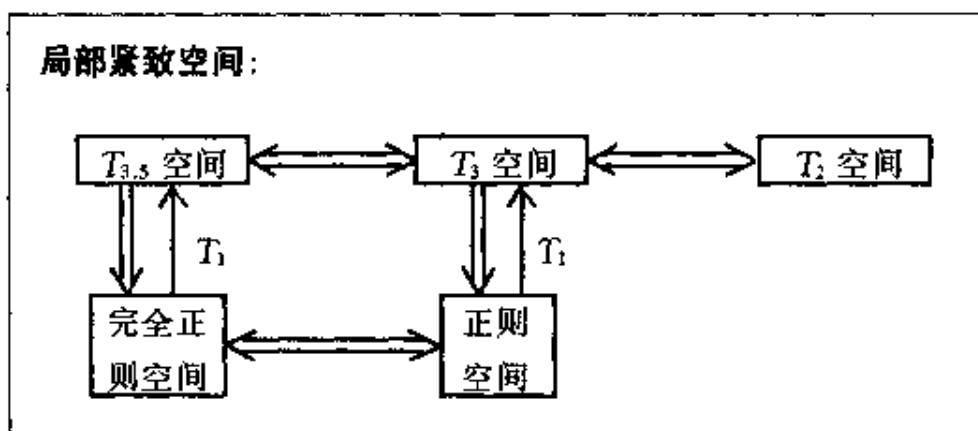 局部紧致空间:
T₃.₅ 空间
T₃ 空间
T₂ 空间
T₁
T₁
完全正
则空间
正则
空间